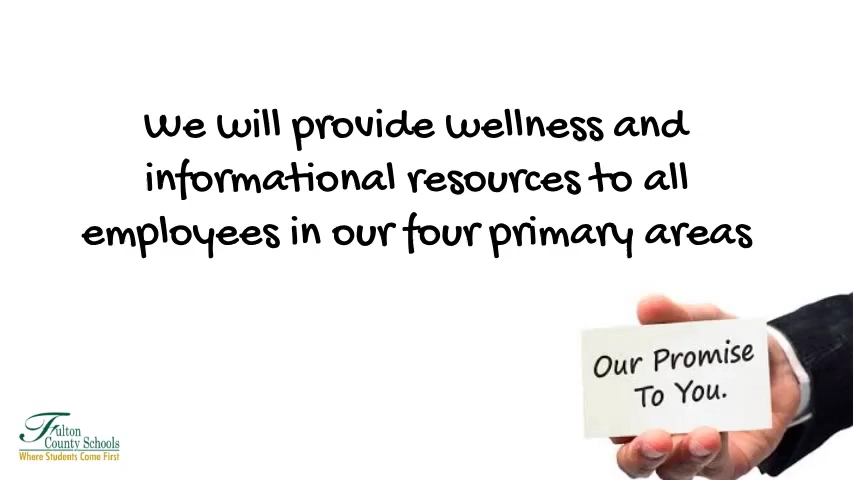 We will provide wellness and
informational resources to all
employees in our four primary areas
Our Promise
To You.
Fulton
County Schools
Where Students Come First